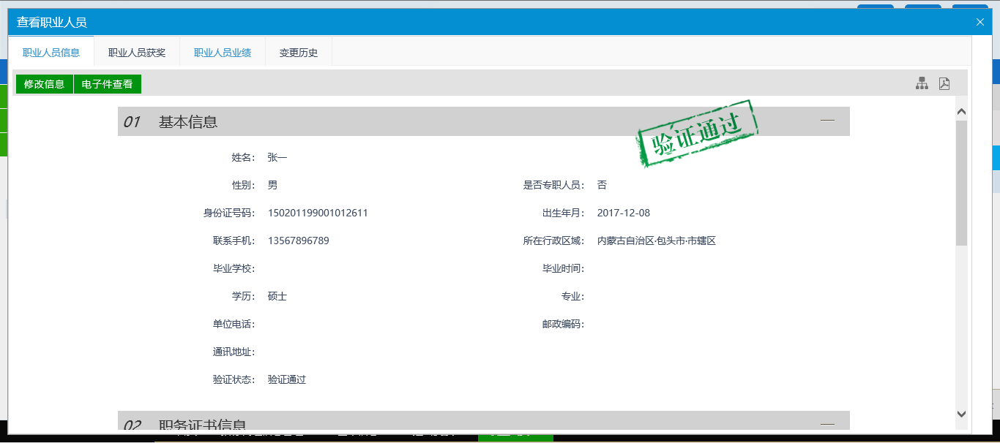 查看职业人员
职业人员信息 职业人员获奖 职业人员业绩 变更历史
修改信息 电子件查看
01 基本信息
验证通过
姓名： 张一
性别： 男 是否专职人员： 否
身份证号码： 150201199001012611 出生年月： 2017-12-08
联系手机： 13567896789 所在行政区域： 内蒙古自治区·包头市·市辖区
毕业学校： 毕业时间：
学历： 硕士 专业：
单位电话： 邮政编码：
通讯地址：
验证状态： 验证通过
02 职务证书信息